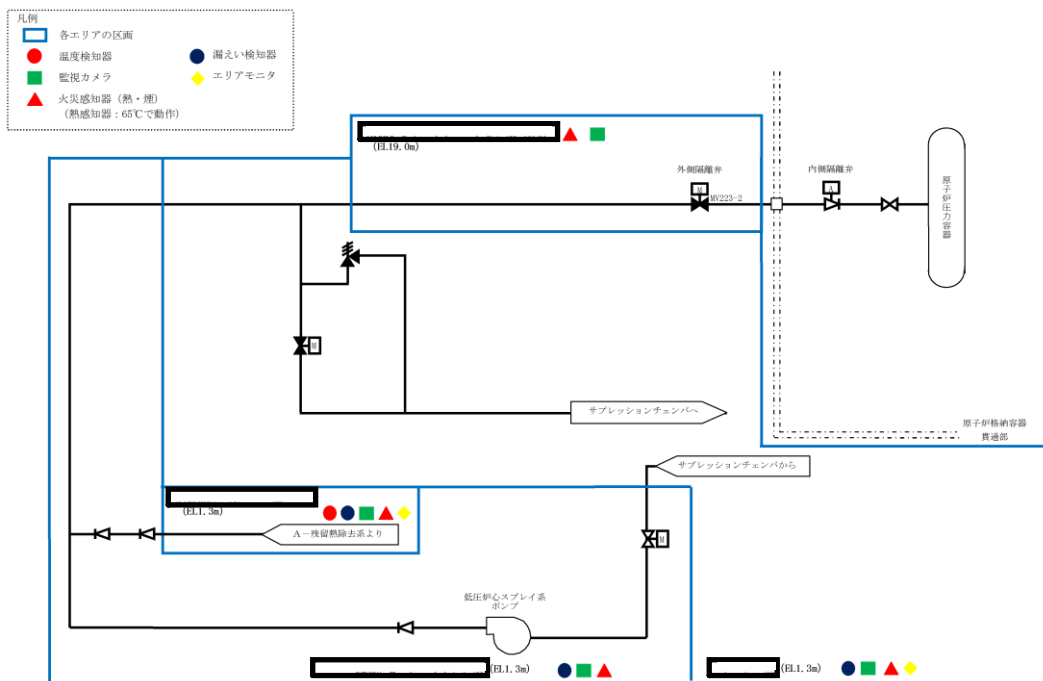 凡例
各エリアの区画
温度検知器
漏えい検知器
監視カメラ
エリアモニタ
火災感知器(熱・煙)
(熱感知器:65℃で動作)
(EL19.0m)
外側隔離弁
内側隔離弁
M
MV223-2
A
原子炉圧力容器
M
サプレッションチェンバへ
原子炉格納容器
貫通部
サプレッションチェンバから
(EL1.3m)
A-残留熱除去系より
M
低圧炉心スプレイ系
ポンプ
(EL1.3m)
(EL1.3m)